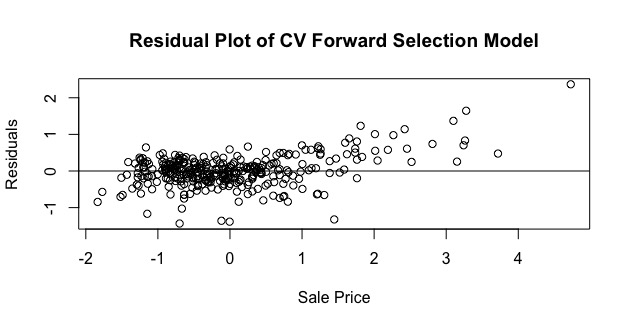 Residual Plot of CV Forward Selection Model
Residuals
2
1
0
-1
-2 -1 0 1 2 3 4
Sale Price